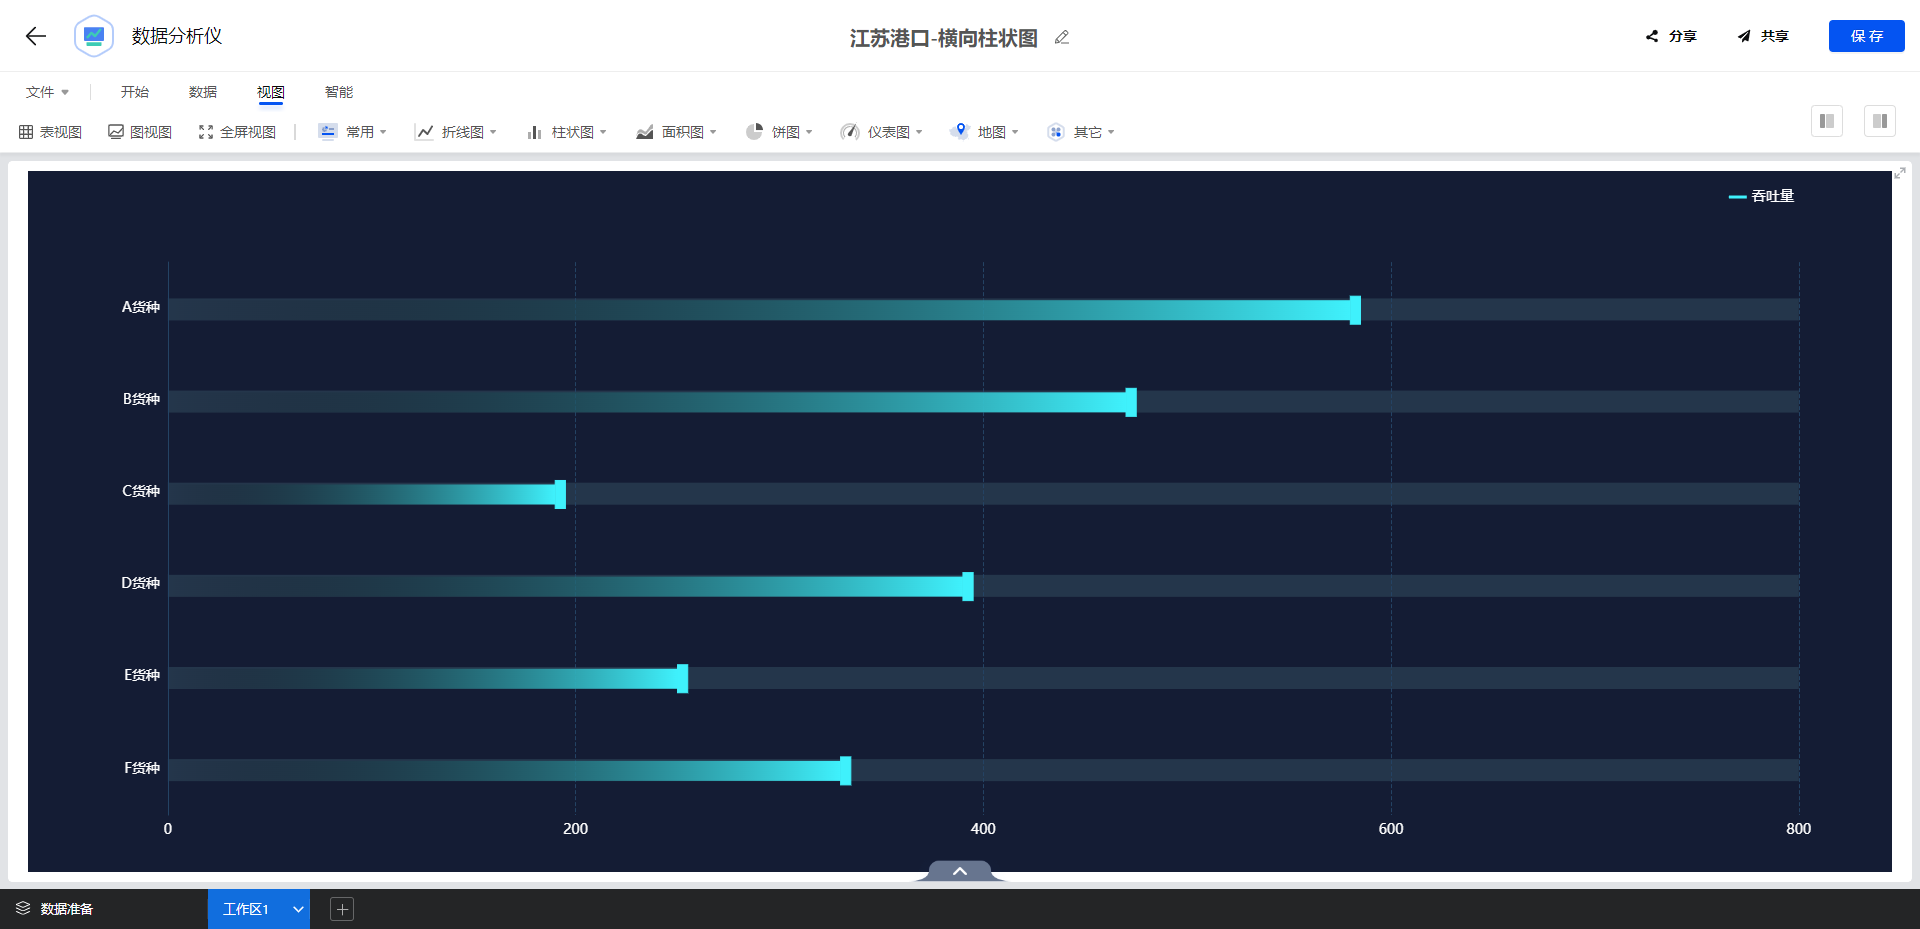 数据分析仪
江苏港口-横向柱状图
分享
共享
保存
文件
开始
数据
视图
智能
表视图
图视图
全屏视图
常用
折线图
柱状图
面积图
饼图
仪表图
地图
其它
吞吐量
A货种
B货种
C货种
D货种
E货种
F货种
0
200
400
600
800
数据准备
工作区1